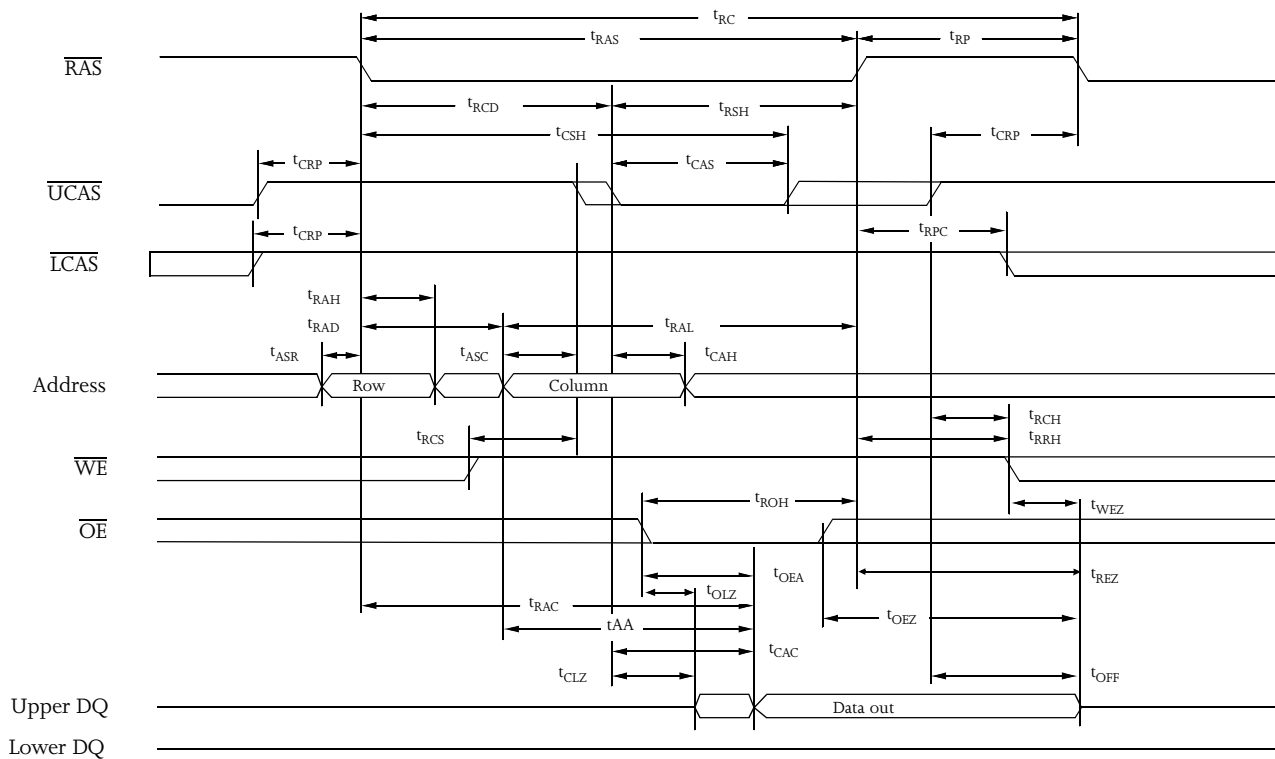 tRC
tRAS tRP
RAS
tRCD tRSH
tCSH tCRP
tCRP tCAS
UCAS
tCRP tRPC
LCAS
tRAH
tRAD tRAL
tASR tASC tCAH
Address Row Column
tRCH
tRCS tRRH
WE
tROH tWEZ
OE
tOEA tREZ
tOLZ
tRAC tOEZ
tAA
tCAC
tCLZ tOFF
Upper DQ Data out
Lower DQ